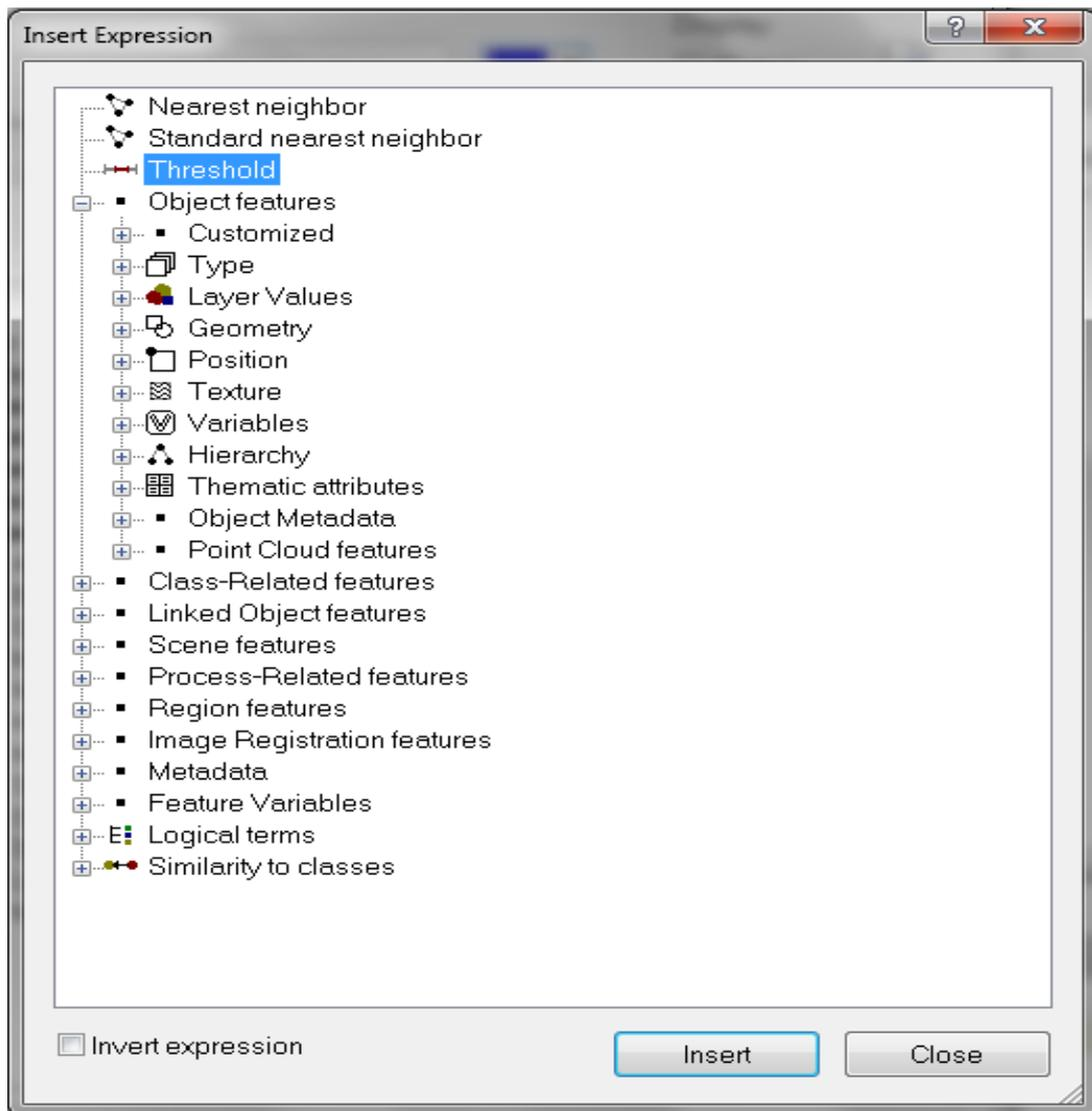 Insert Expression
Nearest neighbor
Standard nearest neighbor
Threshold
Object features
Customized
Type
Layer Values
Geometry
Position
Texture
Variables
Hierarchy
Thematic attributes
Object Metadata
Point Cloud features
Class-Related features
Linked Object features
Scene features
Process-Related features
Region features
Image Registration features
Metadata
Feature Variables
Logical terms
Similarity to classes
Invert expression
Insert
Close